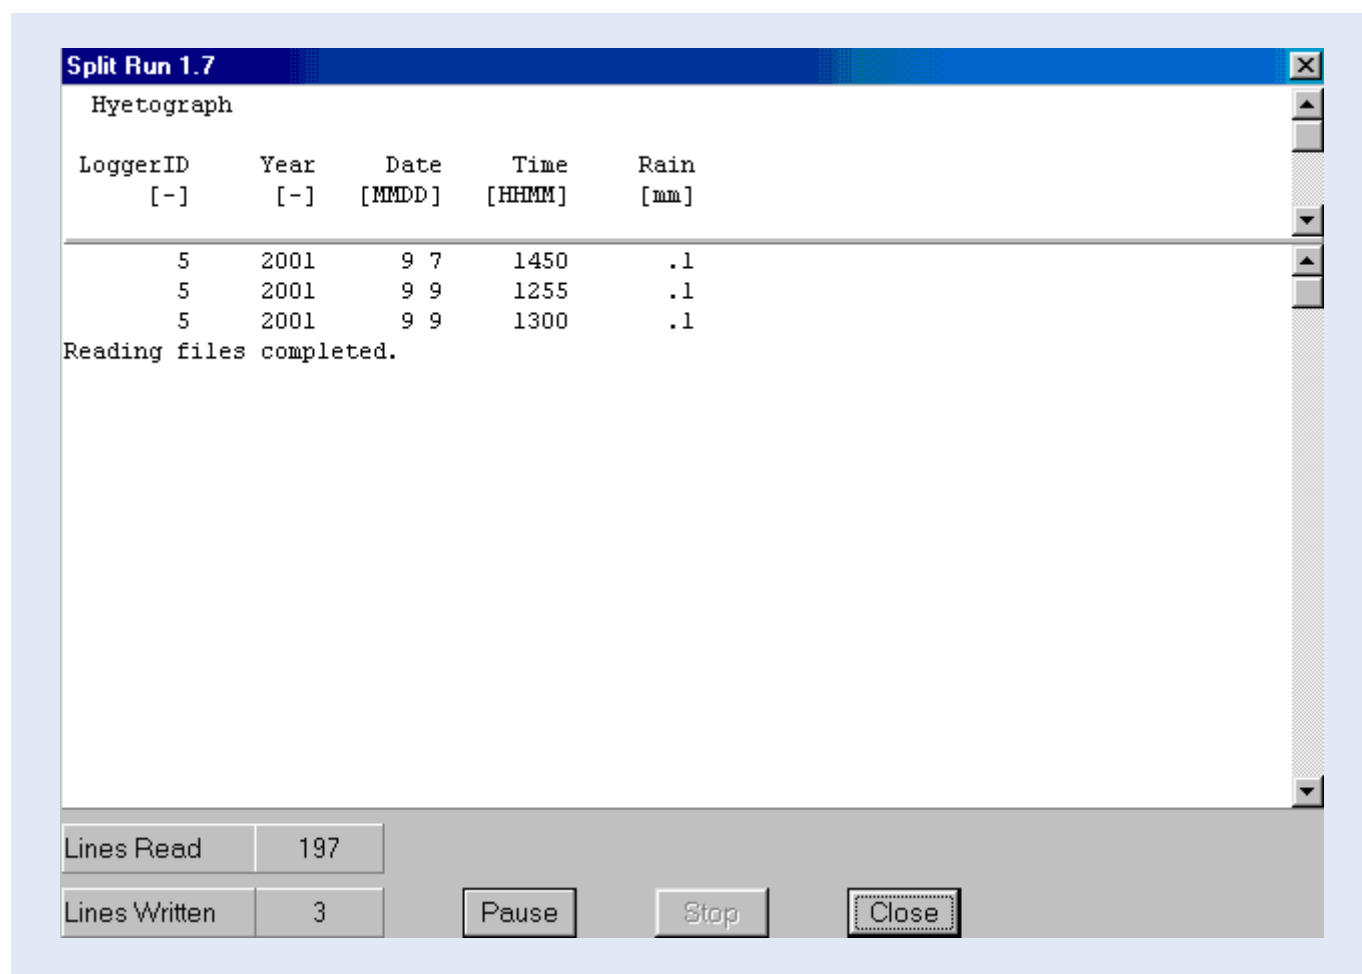 Split Run 1.7
Hyetograph
LoggerID Year Date Time Rain
[-] [-] [MMDD] [HHMM] [mm]
5 2001 9 7 1450 .1
5 2001 9 9 1255 .1
5 2001 9 9 1300 .1
Reading files completed.
Lines Read 197
Lines Written 3 Pause Stop Close